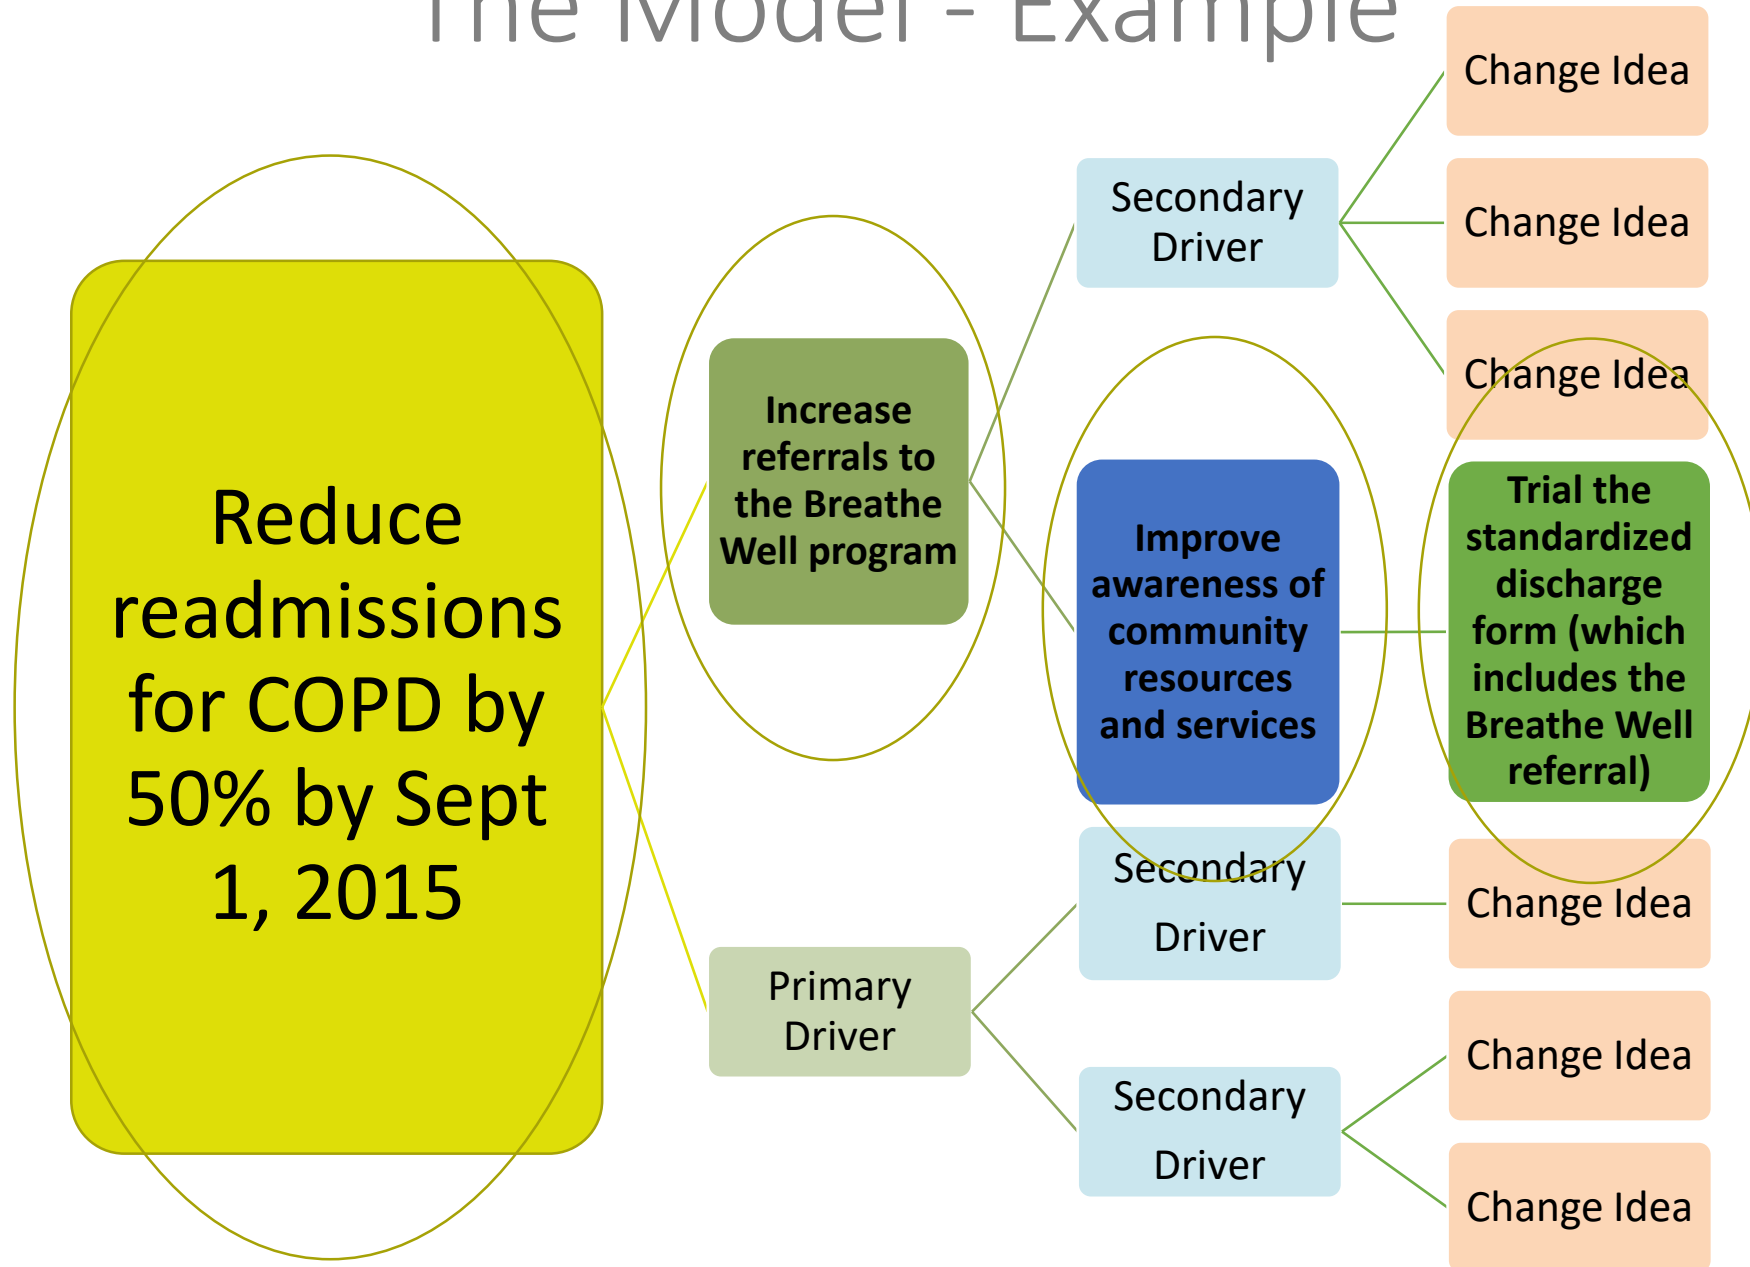 The Model - Example
Reduce
readmissions
for COPD by
50% by Sept
1, 2015
Increase
referrals to
the Breathe
Well program
Primary
Driver
Secondary
Driver
Improve
awareness of
community
resources
and services
Secondary
Driver
Secondary
Driver
Change Idea
Change Idea
Change Idea
Trial the
standardized
discharge
form (which
includes the
Breathe Well
referral)
Change Idea
Change Idea
Change Idea